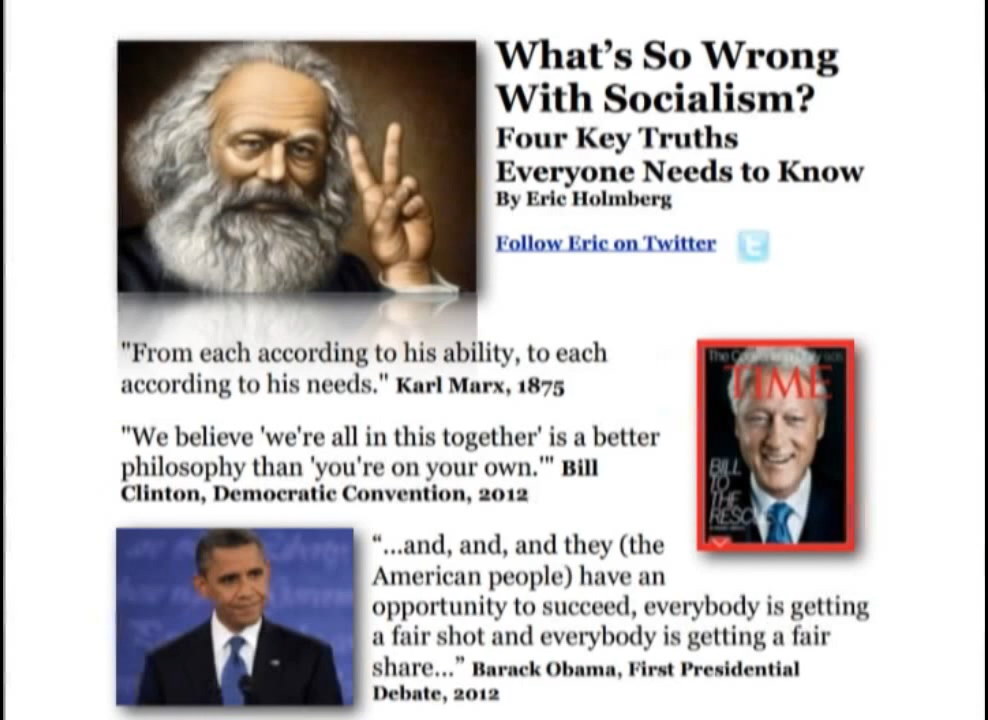 What's So Wrong
With Socialism?
Four Key Truths
Everyone Needs to Know
By Eric Holmberg
Follow Eric on Twitter
"From each according to his ability, to each
according to his needs." Karl Marx, 1875
TIME
BILL
TO
THE
"We believe 'we're all in this together' is a better
philosophy than 'you're on your own.'" Bill
Clinton, Democratic Convention, 2012
"...and, and, and they (the
American people) have an
opportunity to succeed, everybody is getting
a fair shot and everybody is getting a fair
share..." Barack Obama, First Presidential
Debate, 2012